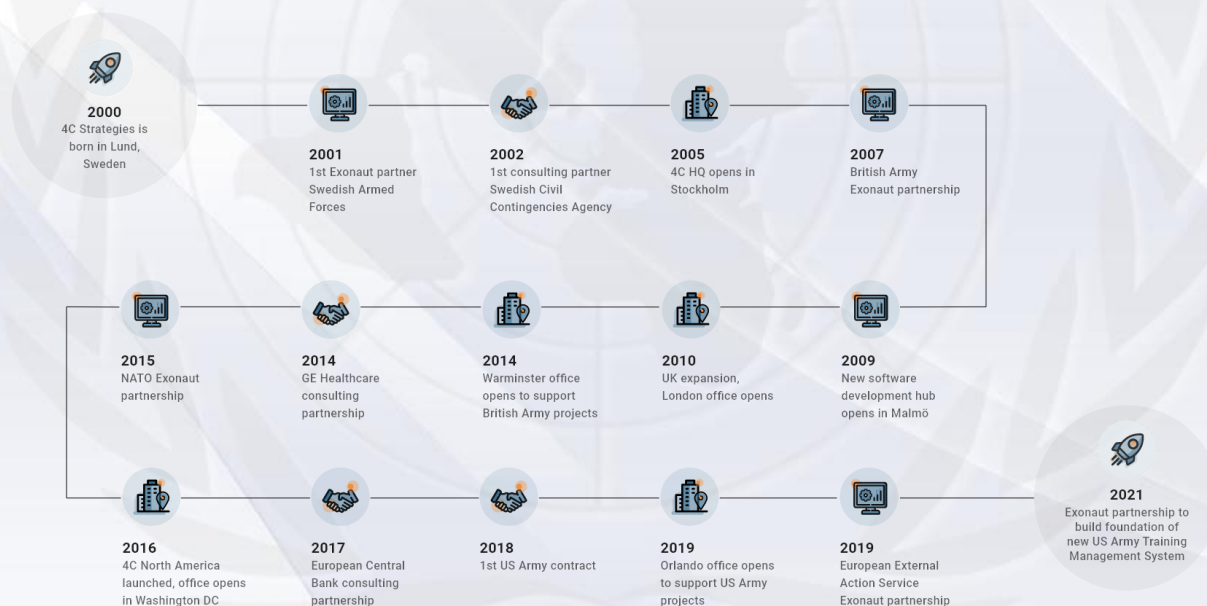 2000
4C Strategies is
born in Lund,
Sweden
2001
1st Exonaut partner
Swedish Armed
Forces
2002
1st consulting partner
Swedish Civil
Contingencies Agency
2005
4C HQ opens in
Stockholm
2007
British Army
Exonaut partnership
2009
New software
development hub
opens in Malmö
2010
UK expansion,
London office opens
2014
Warminster office
opens to support
British Army projects
2014
GE Healthcare
consulting
partnership
2015
NATO Exonaut
partnership
2016
4C North America
launched, office opens
in Washington DC
2017
European Central
Bank consulting
partnership
2018
1st US Army contract
2019
Orlando office opens
to support US Army
projects
2019
European External
Action Service
Exonaut partnership
2021
Exonaut partnership to
build foundation of
new US Army Training
Management System